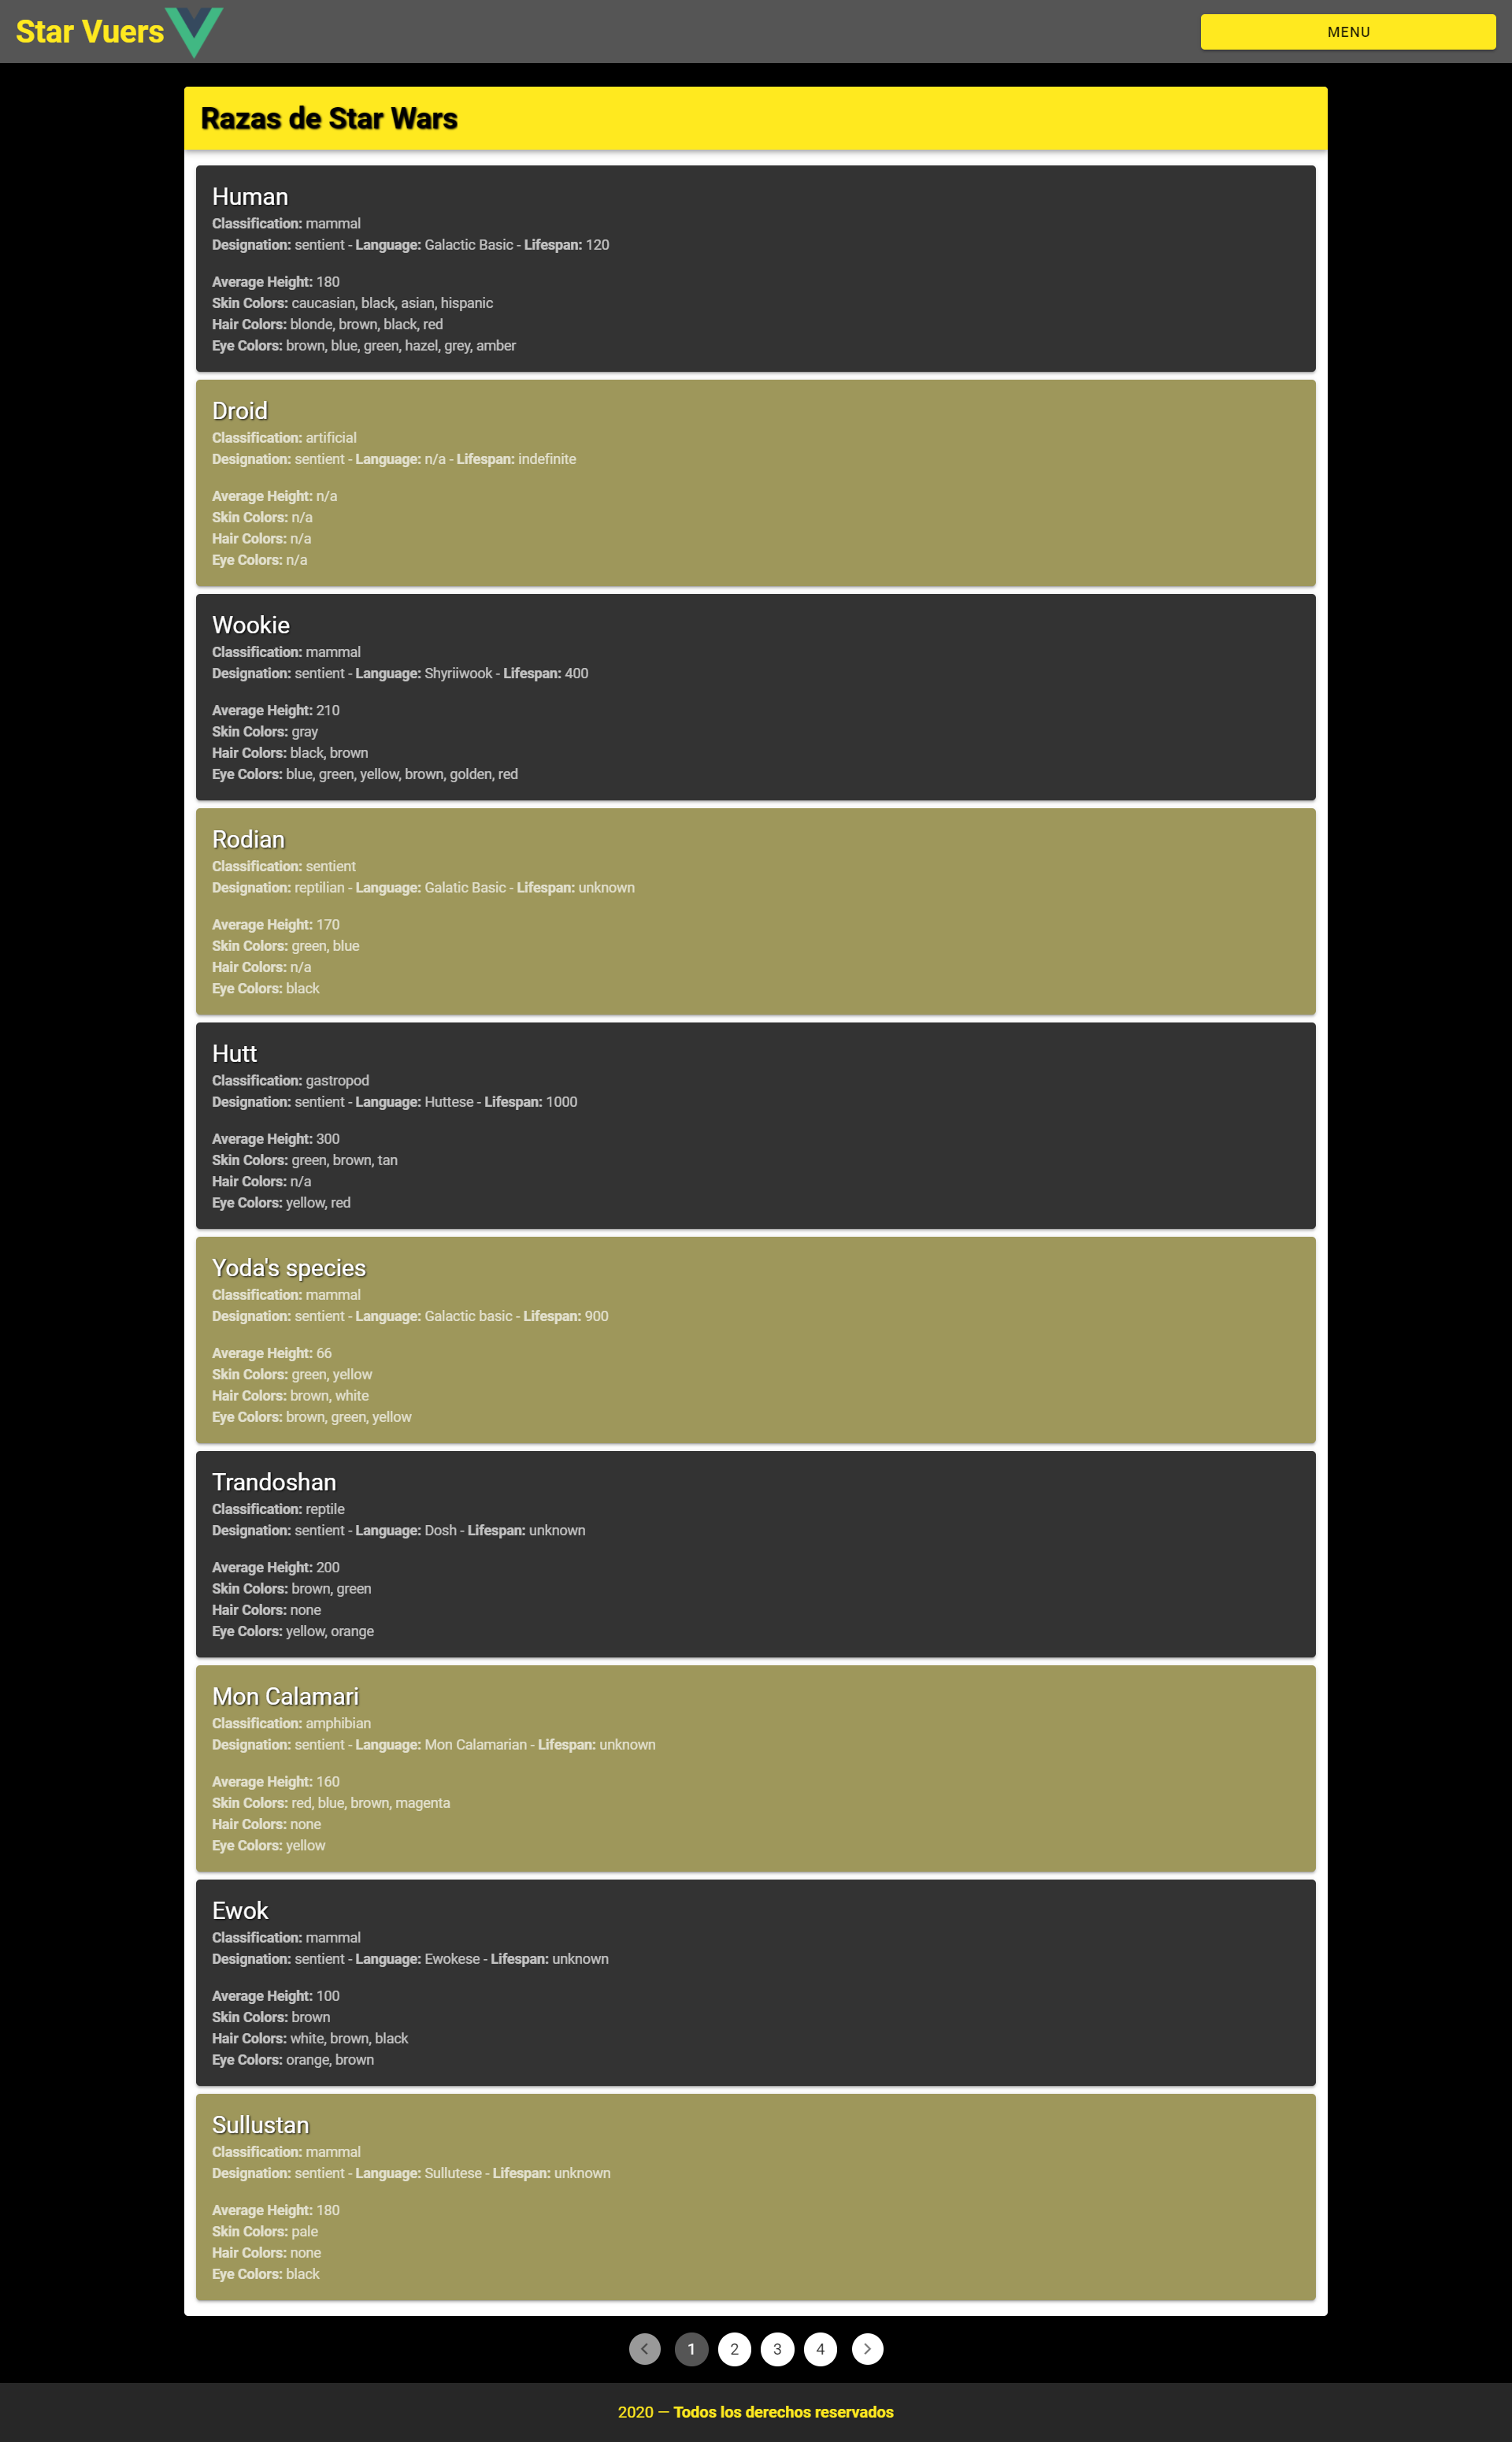 Star Vuers
MENU
Razas de Star Wars
Human
Classification: mammal
Designation: sentient - Language: Galactic Basic - Lifespan: 120
Average Height: 180
Skin Colors: caucasian, black, asian, hispanic
Hair Colors: blonde, brown, black, red
Eye Colors: brown, blue, green, hazel, grey, amber
Droid
Classification: artificial
Designation: sentient - Language: n/a - Lifespan: indefinite
Average Height: n/a
Skin Colors: n/a
Hair Colors: n/a
Eye Colors: n/a
Wookie
Classification: mammal
Designation: sentient - Language: Shyriiwook - Lifespan: 400
Average Height: 210
Skin Colors: gray
Hair Colors: black, brown
Eye Colors: blue, green, yellow, brown, golden, red
Rodian
Classification: sentient
Designation: reptilian - Language: Galatic Basic - Lifespan: unknown
Average Height: 170
Skin Colors: green, blue
Hair Colors: n/a
Eye Colors: black
Hutt
Classification: gastropod
Designation: sentient - Language: Huttese - Lifespan: 1000
Average Height: 300
Skin Colors: green, brown, tan
Hair Colors: n/a
Eye Colors: yellow, red
Yoda's species
Classification: mammal
Designation: sentient - Language: Galactic basic - Lifespan: 900
Average Height: 66
Skin Colors: green, yellow
Hair Colors: brown, white
Eye Colors: brown, green, yellow
Trandoshan
Classification: reptile
Designation: sentient - Language: Dosh - Lifespan: unknown
Average Height: 200
Skin Colors: brown, green
Hair Colors: none
Eye Colors: yellow, orange
Mon Calamari
Classification: amphibian
Designation: sentient - Language: Mon Calamarian - Lifespan: unknown
Average Height: 160
Skin Colors: red, blue, brown, magenta
Hair Colors: none
Eye Colors: yellow
Ewok
Classification: mammal
Designation: sentient - Language: Ewokese - Lifespan: unknown
Average Height: 100
Skin Colors: brown
Hair Colors: white, brown, black
Eye Colors: orange, brown
Sullustan
Classification: mammal
Designation: sentient - Language: Sullutese - Lifespan: unknown
Average Height: 180
Skin Colors: pale
Hair Colors: none
Eye Colors: black
1 2 3 4
2020 — Todos los derechos reservados